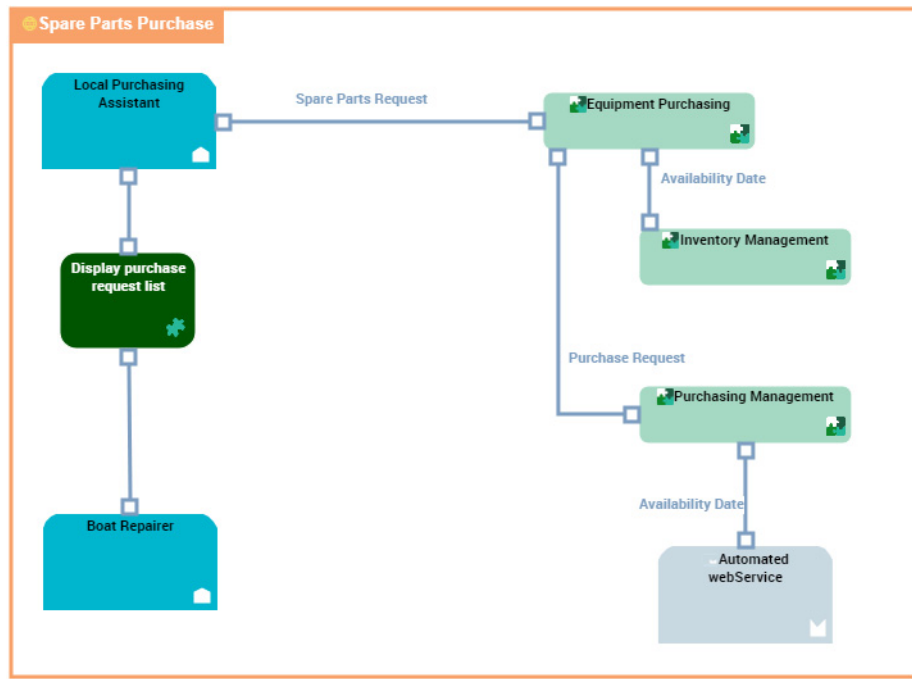 Spare Parts Purchase
Local Purchasing
Assistant
Spare Parts Request
Equipment Purchasing
Availability Date
Inventory Management
Display purchase
request list
Purchase Request
Purchasing Management
Availability Date
Boat Repairer
Automated
webService